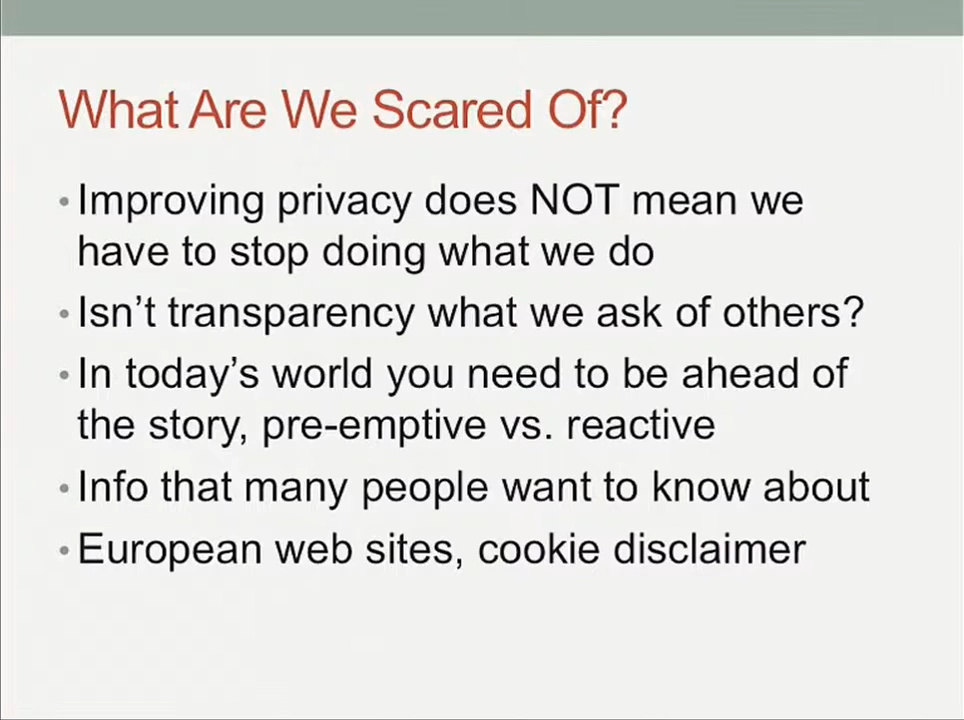 What Are We Scared Of?
• Improving privacy does NOT mean we
have to stop doing what we do
• Isn’t transparency what we ask of others?
• In today’s world you need to be ahead of
the story, pre-emptive vs. reactive
• Info that many people want to know about
• European web sites, cookie disclaimer